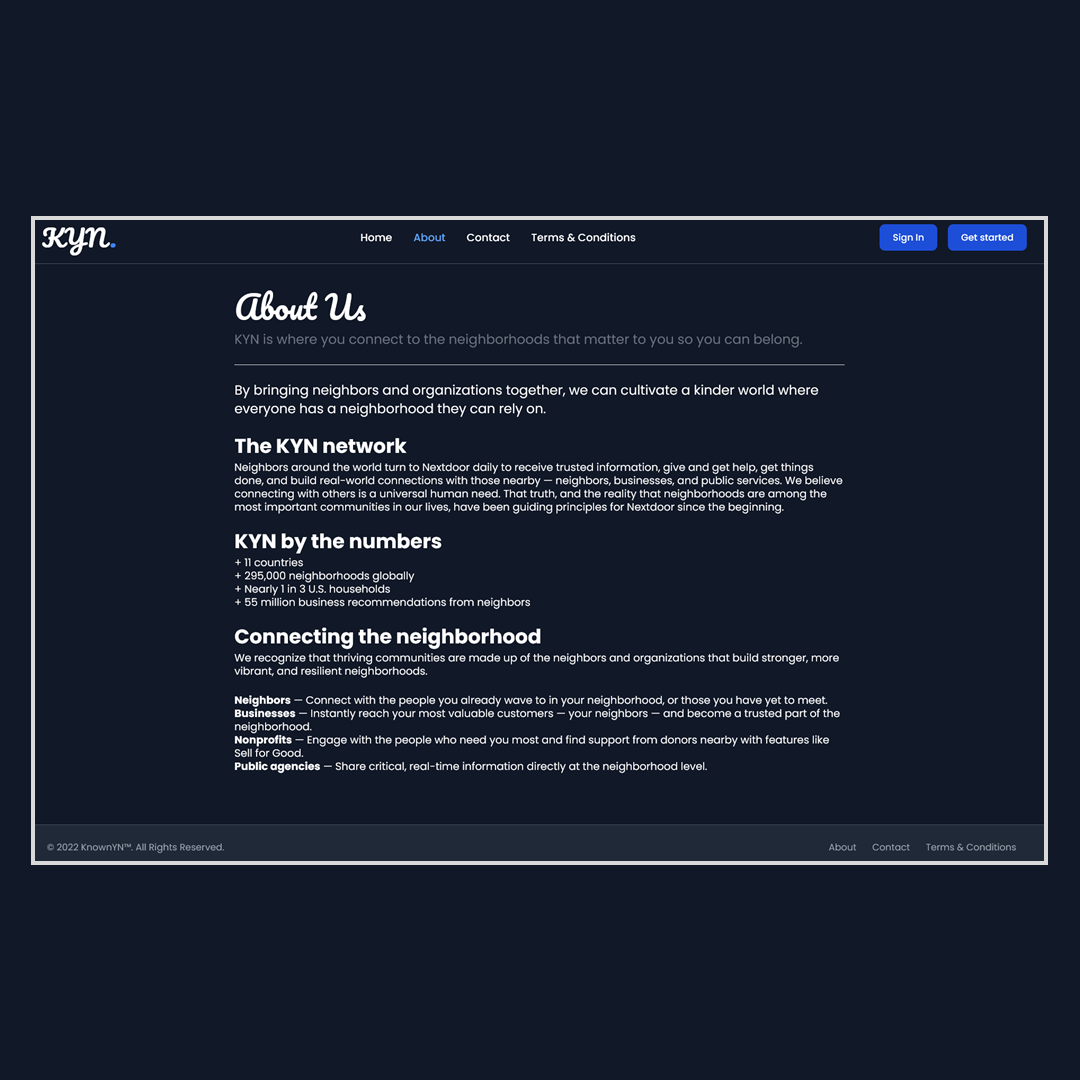 KYN.
Home About Contact Terms & Conditions Sign In Get started
About Us
KYN is where you connect to the neighborhoods that matter to you so you can belong.
By bringing neighbors and organizations together, we can cultivate a kinder world where
everyone has a neighborhood they can rely on.
The KYN network
Neighbors around the world turn to Nextdoor daily to receive trusted information, give and get help, get things
done, and build real-world connections with those nearby — neighbors, businesses, and public services. We believe
connecting with others is a universal human need. That truth, and the reality that neighborhoods are among the
most important communities in our lives, have been guiding principles for Nextdoor since the beginning.
KYN by the numbers
+ 11 countries
+ 295,000 neighborhoods globally
+ Nearly 1 in 3 U.S. households
+ 55 million business recommendations from neighbors
Connecting the neighborhood
We recognize that thriving communities are made up of the neighbors and organizations that build stronger, more
vibrant, and resilient neighborhoods.
Neighbors — Connect with the people you already wave to in your neighborhood, or those you have yet to meet.
Businesses — Instantly reach your most valuable customers — your neighbors — and become a trusted part of the
neighborhood.
Nonprofits — Engage with the people who need you most and find support from donors nearby with features like
Sell for Good.
Public agencies — Share critical, real-time information directly at the neighborhood level.
© 2022 KnownYN™. All Rights Reserved. About Contact Terms & Conditions